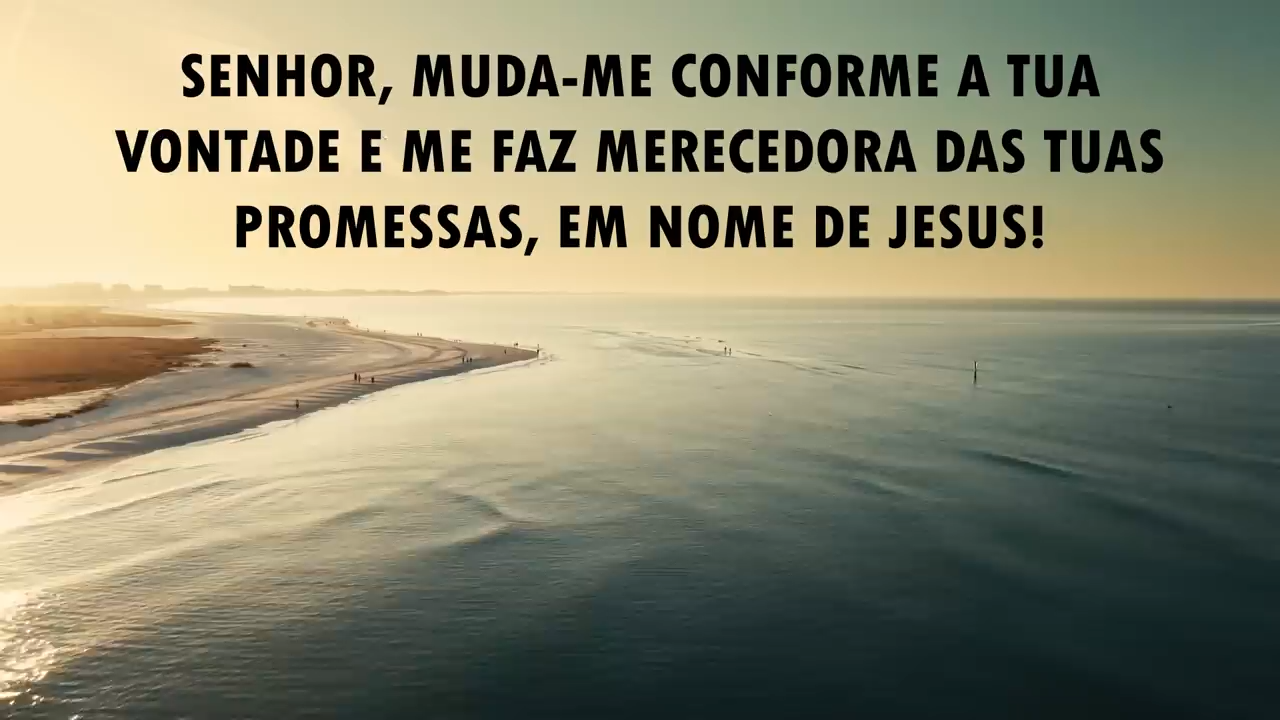 SENHOR, MUDA-ME CONFORME A TUA
VONTADE E ME FAZ MERECEDORA DAS TUAS
PROMESSAS, EM NOME DE JESUS!